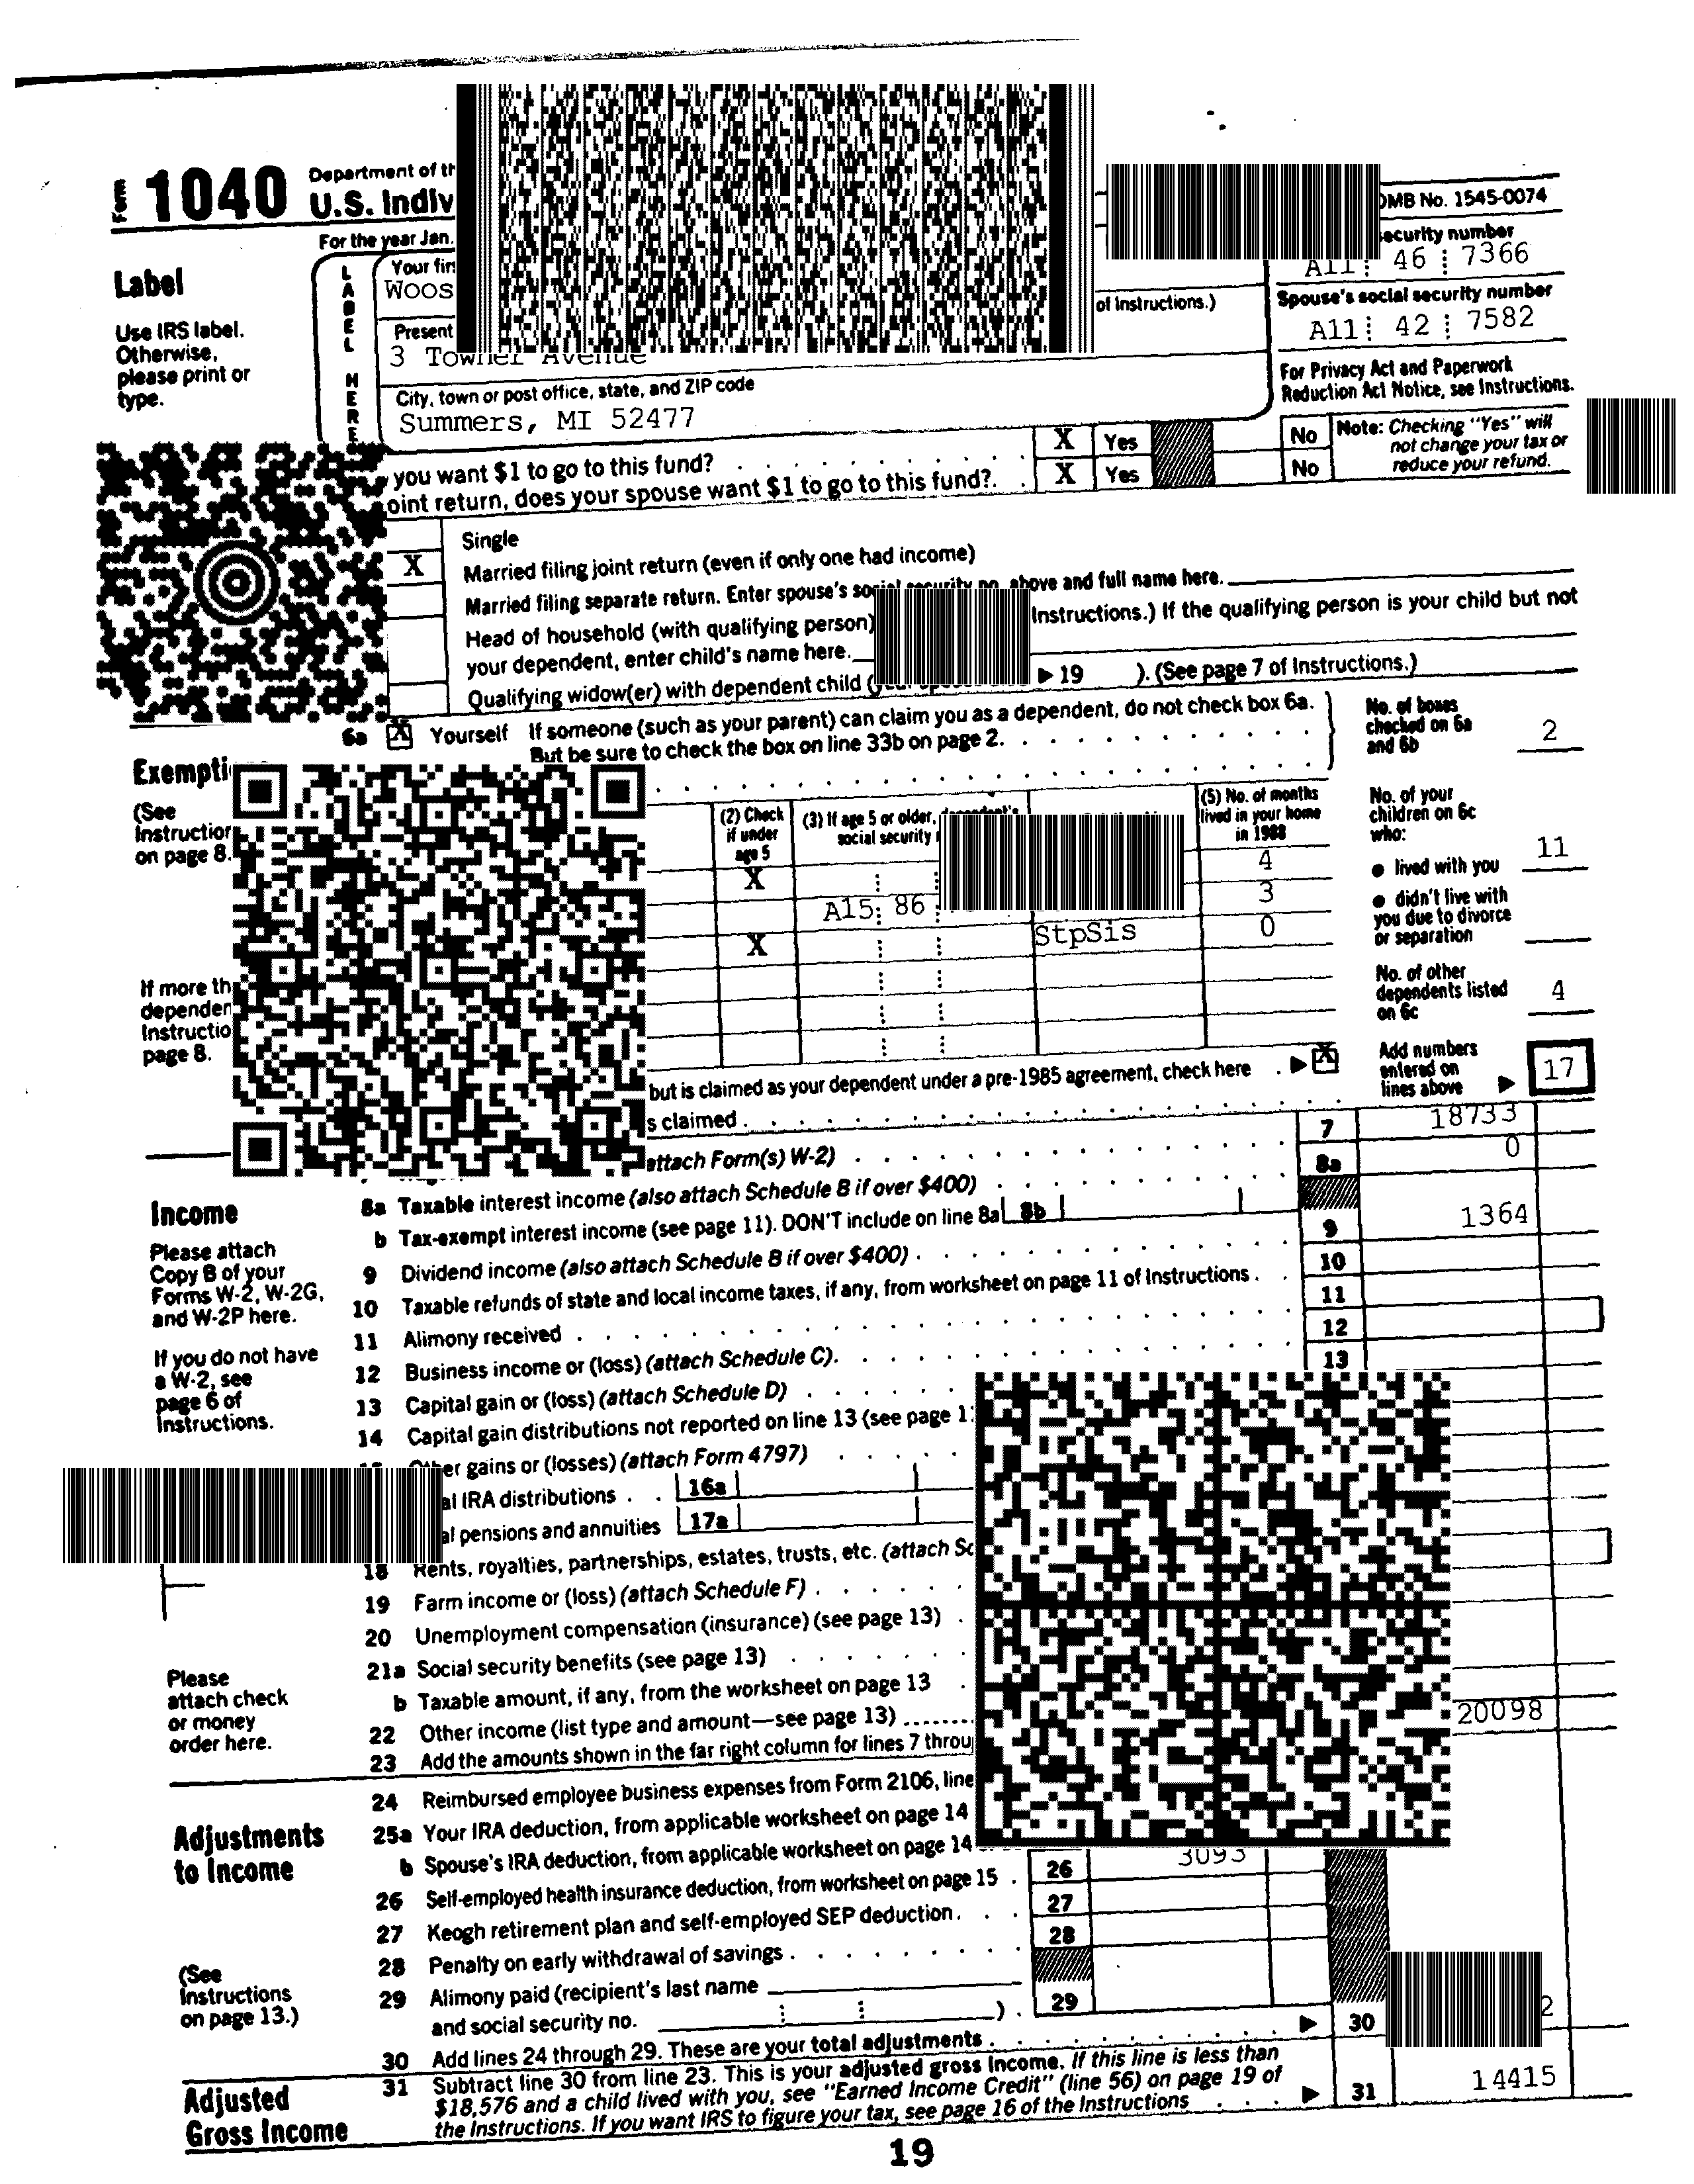 Form 1040 Department of th
U.S. Indiv
OMB No. 1545-0074
For the year Jan.
Label
Use IRS label.
Otherwise,
please print or
type.
LABEL HERE
Your firs
Woos
security number
A11 46 7366
Present
of Instructions.)
3 Towner Avenue
Spouse's social security number
A11 42 7582
City, town or post office, state, and ZIP code
Summers, MI 52477
For Privacy Act and Paperwork
Reduction Act Notice, see Instructions.
you want $1 to go to this fund? X Yes No
oint return, does your spouse want $1 to go to this fund?. X Yes No
Note: Checking "Yes" will
not change your tax or
reduce your refund.
Single
X Married filing joint return (even if only one had income)
Married filing separate return. Enter spouse's social security no. above and full name here.
Head of household (with qualifying person) Instructions.) If the qualifying person is your child but not
your dependent, enter child's name here.
Qualifying widow(er) with dependent child ( ▶ 19 ). (See page 7 of Instructions.)
6a X Yourself If someone (such as your parent) can claim you as a dependent, do not check box 6a.
But be sure to check the box on line 33b on page 2.
No. of boxes
checked on 6a
and 6b 2
Exempti
(See
Instruction
on page 8.
(2) Check
if under
age 5
(3) If age 5 or older, dependent's
social security
(5) No. of months
lived in your home
in 1988
X 4
A15 86 3
X StpSis 0
No. of your
children on 6c
who:
● lived with you 11
● didn't live with
you due to divorce
or separation
No. of other
dependents listed
on 6c 4
If more th
dependen
Instructio
page 8.
but is claimed as your dependent under a pre-1985 agreement, check here . ▶ X
s claimed
Add numbers
entered on
lines above ▶ 17
attach Form(s) W-2) 7 18733
Income
Please attach
Copy B of your
Forms W-2, W-2G,
and W-2P here.
If you do not have
a W-2, see
page 6 of
Instructions.
8a Taxable interest income (also attach Schedule B if over $400) 8a 0
b Tax-exempt interest income (see page 11). DON'T include on line 8a 8b
9 Dividend income (also attach Schedule B if over $400) 9 1364
10 Taxable refunds of state and local income taxes, if any, from worksheet on page 11 of Instructions 10
11 Alimony received 11
12 Business income or (loss) (attach Schedule C). 12
13 Capital gain or (loss) (attach Schedule D) 13
14 Capital gain distributions not reported on line 13 (see page 1
Other gains or (losses) (attach Form 4797)
al IRA distributions 16a
al pensions and annuities 17a
18 Rents, royalties, partnerships, estates, trusts, etc. (attach Sc
19 Farm income or (loss) (attach Schedule F)
20 Unemployment compensation (insurance) (see page 13)
21a Social security benefits (see page 13)
b Taxable amount, if any, from the worksheet on page 13
22 Other income (list type and amount—see page 13)
23 Add the amounts shown in the far right column for lines 7 throu 20098
Please
attach check
or money
order here.
Adjustments
to Income
(See
Instructions
on page 13.)
24 Reimbursed employee business expenses from Form 2106, line
25a Your IRA deduction, from applicable worksheet on page 14
b Spouse's IRA deduction, from applicable worksheet on page 14 3093
26 Self-employed health insurance deduction, from worksheet on page 15 26
27 Keogh retirement plan and self-employed SEP deduction. 27
28 Penalty on early withdrawal of savings 28
29 Alimony paid (recipient's last name
and social security no. ) 29
30 Add lines 24 through 29. These are your total adjustments ▶ 30 2
Adjusted
Gross Income
31 Subtract line 30 from line 23. This is your adjusted gross income. If this line is less than
$18,576 and a child lived with you, see "Earned Income Credit" (line 56) on page 19 of
the Instructions. If you want IRS to figure your tax, see page 16 of the Instructions ▶ 31 14415
19